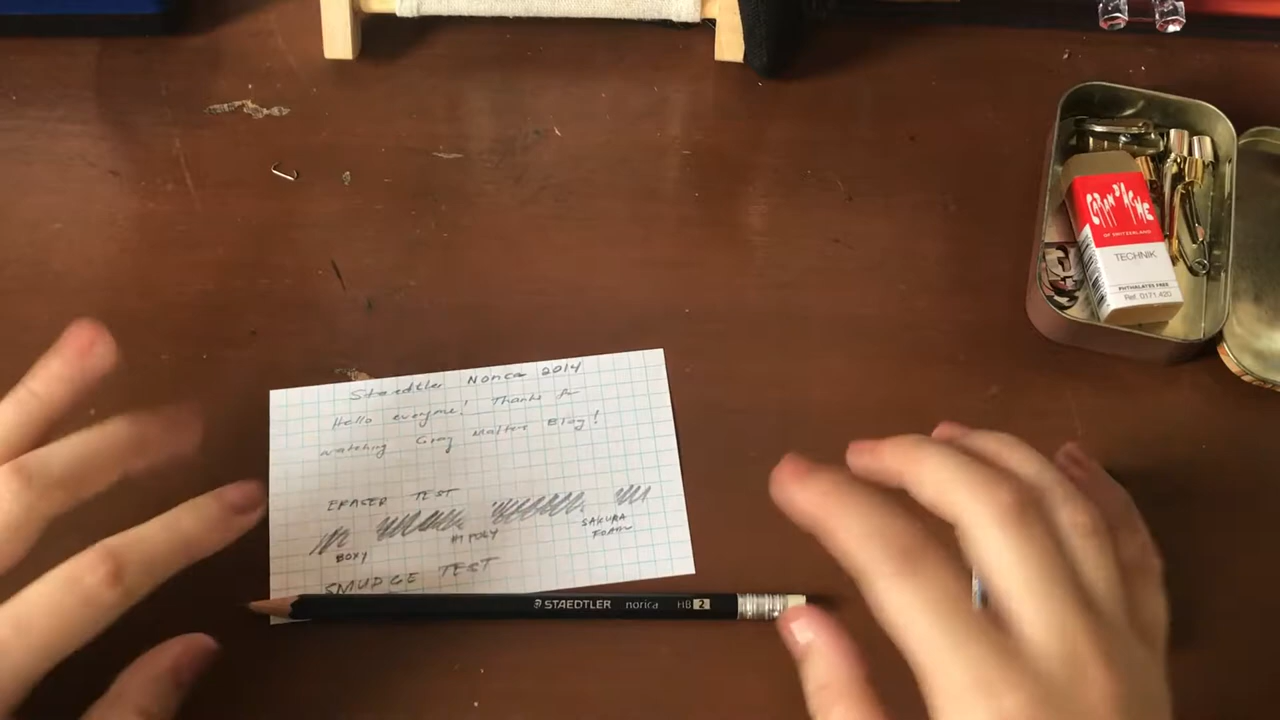 Staedtler Norica 2014
Hello everyone! Thanks for
watching Gray Matters Blog!
ERASER TEST
BOXY
HI POLY
SAKURA
FOAM
SMUDGE TEST
STAEDTLER norica HB 2
CARAN D'ACHE
OF SWITZERLAND
TECHNIK
PHTHALATES FREE
Ref. 0171.420